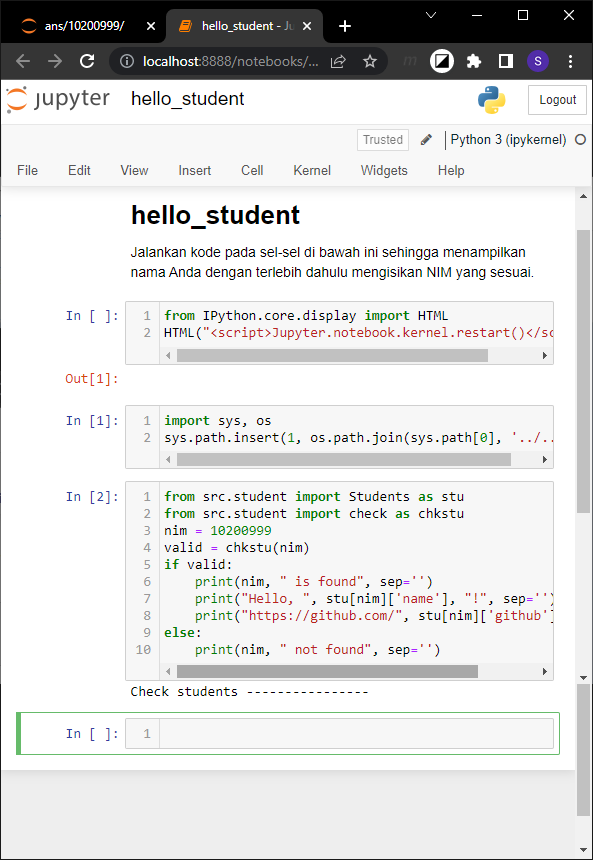 ans/10200999/
hello_student - Ju
localhost:8888/notebooks/...
S
jupyter
hello_student
Logout
Trusted
Python 3 (ipykernel)
File Edit View Insert Cell Kernel Widgets Help
hello_student
Jalankan kode pada sel-sel di bawah ini sehingga menampilkan
nama Anda dengan terlebih dahulu mengisikan NIM yang sesuai.
In [ ]:
1 from IPython.core.display import HTML
2 HTML("<script>Jupyter.notebook.kernel.restart()</sc
Out[1]:
In [1]:
1 import sys, os
2 sys.path.insert(1, os.path.join(sys.path[0], '../..
In [2]:
1 from src.student import Students as stu
2 from src.student import check as chkstu
3 nim = 10200999
4 valid = chkstu(nim)
5 if valid:
6     print(nim, " is found", sep='')
7     print("Hello, ", stu[nim]['name'], "!", sep='')
8     print("https://github.com/", stu[nim]['github']
9 else:
10     print(nim, " not found", sep='')
Check students ----------------
In [ ]:
1